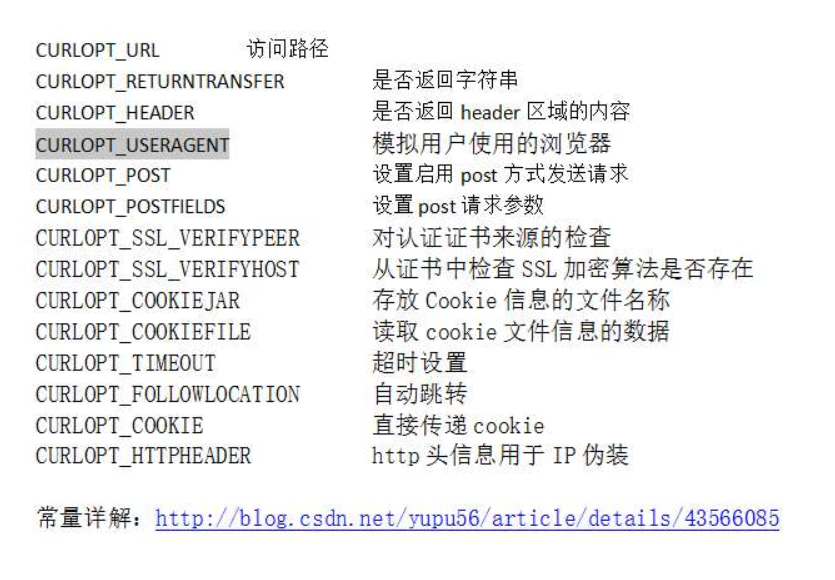 CURLOPT_URL 访问路径
CURLOPT_RETURNTRANSFER 是否返回字符串
CURLOPT_HEADER 是否返回 header 区域的内容
CURLOPT_USERAGENT 模拟用户使用的浏览器
CURLOPT_POST 设置启用 post 方式发送请求
CURLOPT_POSTFIELDS 设置 post 请求参数
CURLOPT_SSL_VERIFYPEER 对认证证书来源的检查
CURLOPT_SSL_VERIFYHOST 从证书中检查 SSL 加密算法是否存在
CURLOPT_COOKIEJAR 存放 Cookie 信息的文件名称
CURLOPT_COOKIEFILE 读取 cookie 文件信息的数据
CURLOPT_TIMEOUT 超时设置
CURLOPT_FOLLOWLOCATION 自动跳转
CURLOPT_COOKIE 直接传递 cookie
CURLOPT_HTTPHEADER http 头信息用于 IP 伪装
常量详解：http://blog.csdn.net/yupu56/article/details/43566085